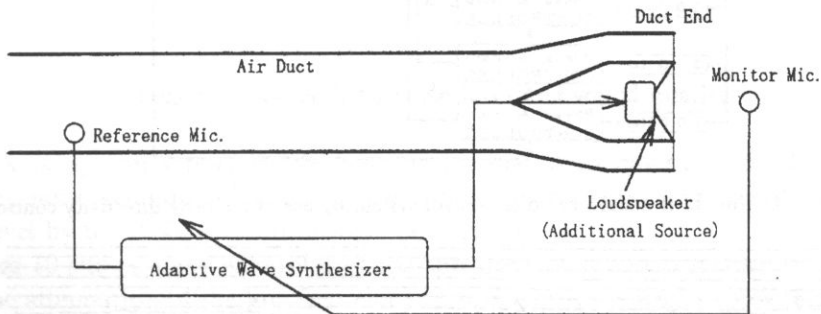 Duct End
Air Duct
Monitor Mic.
Reference Mic.
Loudspeaker
(Additional Source)
Adaptive Wave Synthesizer